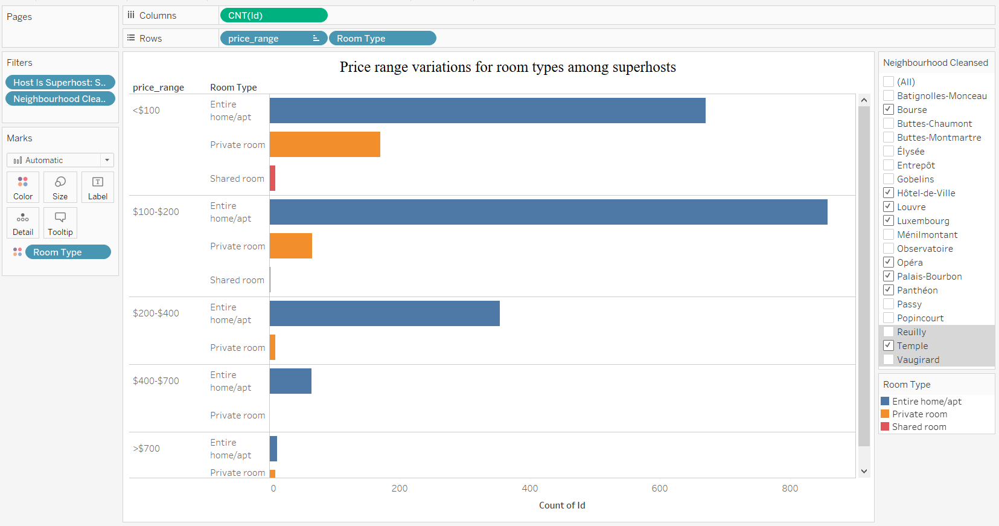 Pages
Columns
CNT(Id)
Rows
price_range
Room Type
Filters
Host Is Superhost: S..
Neighbourhood Clea..
Marks
Automatic
Color
Size
Label
Detail
Tooltip
Room Type
Price range variations for room types among superhosts
price_range
Room Type
<$100
Entire
home/apt
Private room
Shared room
$100-$200
Entire
home/apt
Private room
Shared room
$200-$400
Entire
home/apt
Private room
$400-$700
Entire
home/apt
Private room
>$700
Entire
home/apt
Private room
0
200
400
600
800
Count of Id
Neighbourhood Cleansed
(All)
Batignolles-Monceau
Bourse
Buttes-Chaumont
Buttes-Montmartre
Élysée
Entrepôt
Gobelins
Hôtel-de-Ville
Louvre
Luxembourg
Ménilmontant
Observatoire
Opéra
Palais-Bourbon
Panthéon
Passy
Popincourt
Reuilly
Temple
Vaugirard
Room Type
Entire home/apt
Private room
Shared room